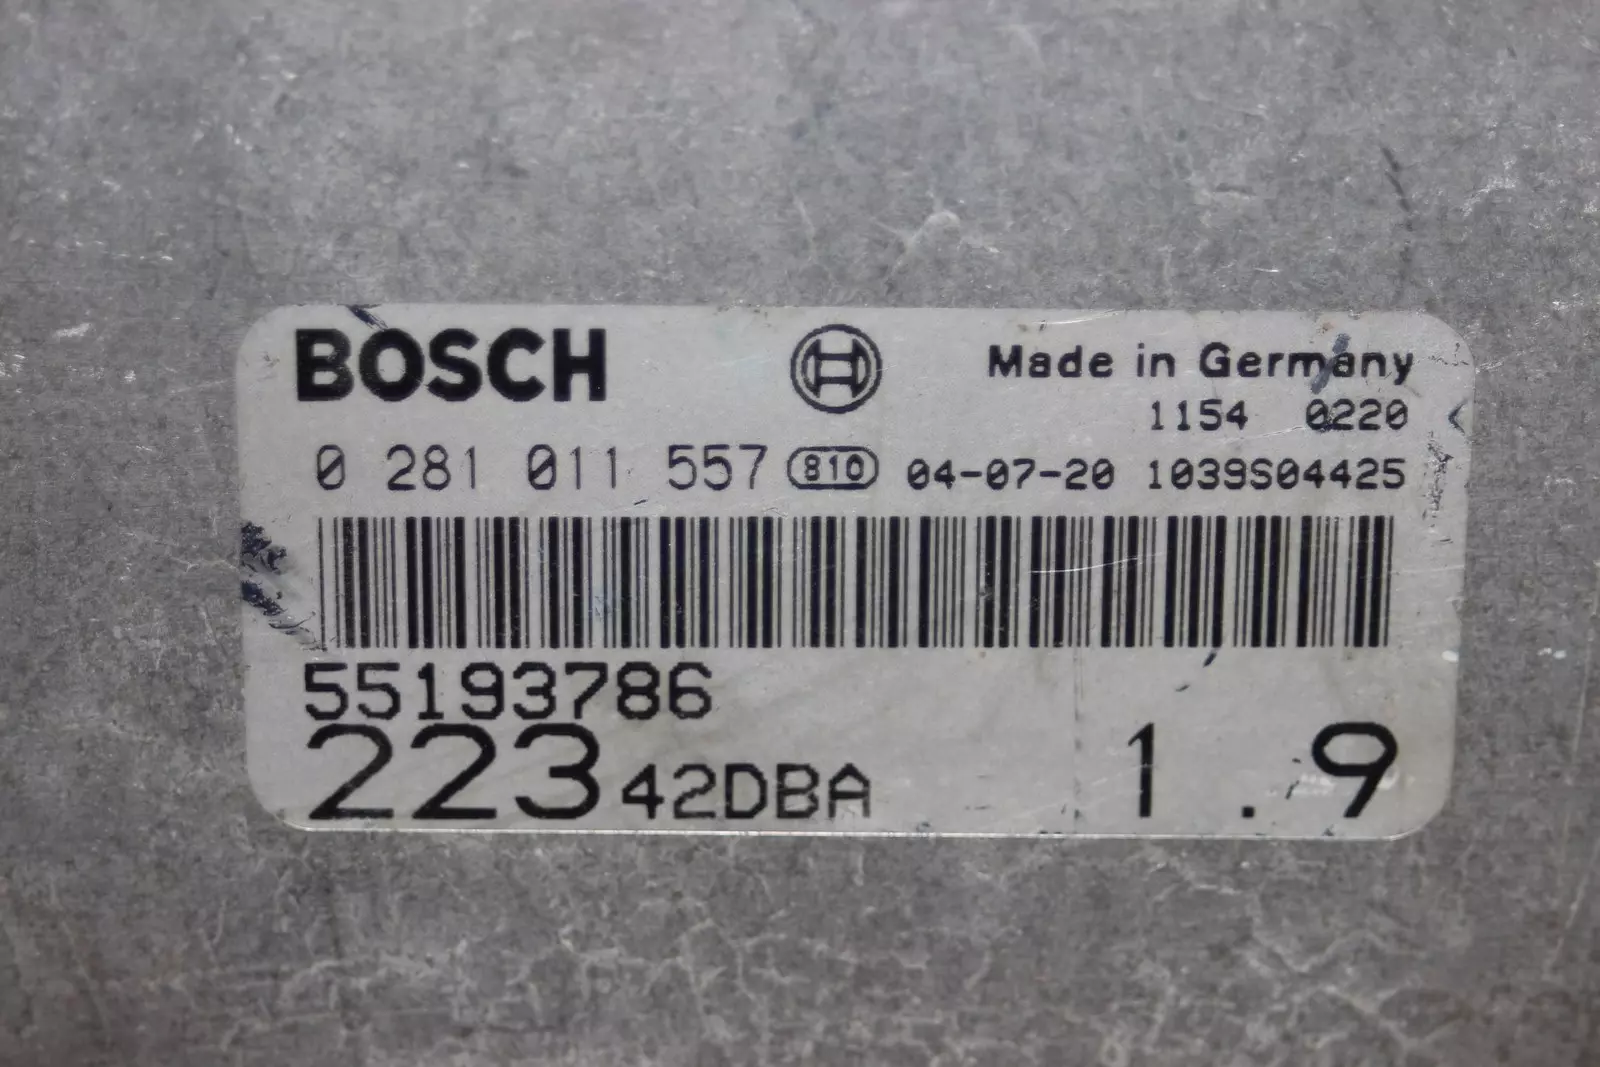 BOSCH Made in Germany
1154 0220
0 281 011 557 810 04-07-20 1039S04425
55193786
223 42DBA 1.9